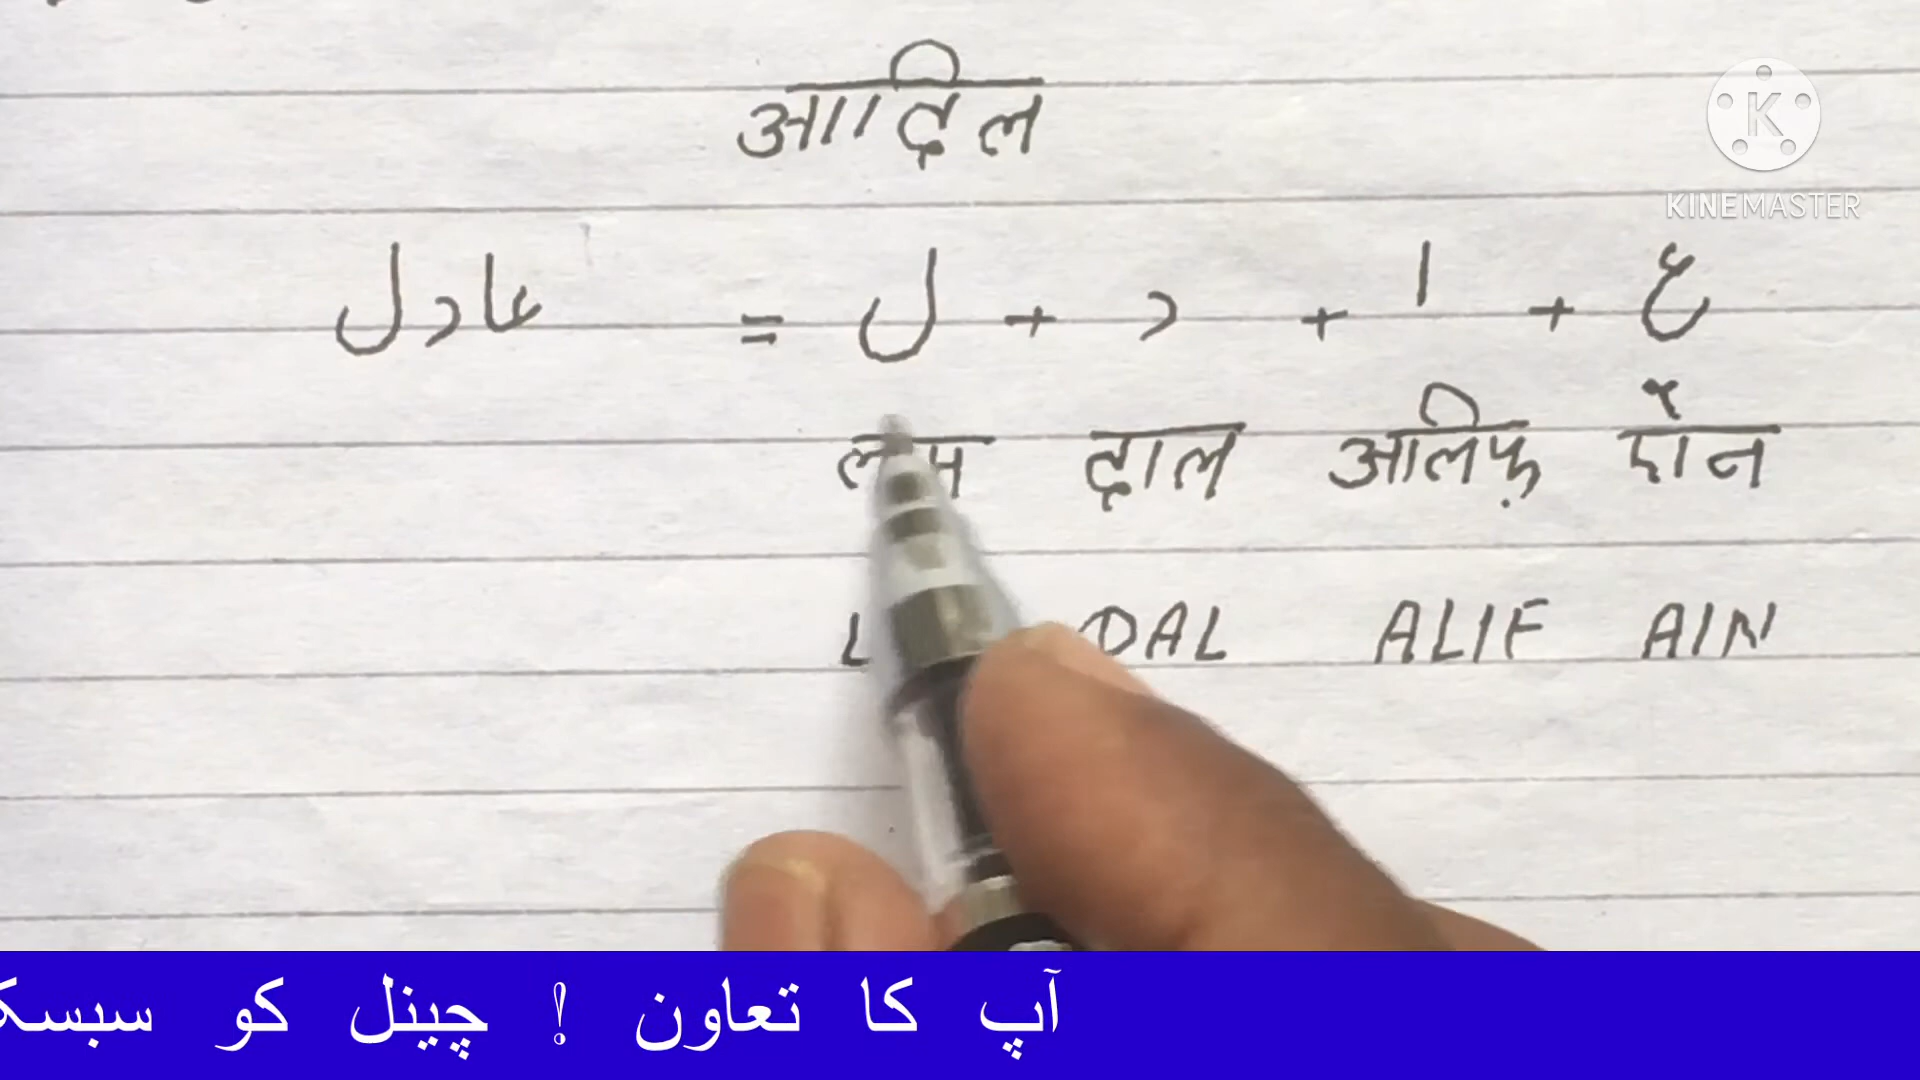 आदिल
KINEMASTER
ع + ا + د + ل = عادل
ऐन अलिफ़ दाल
DAL ALIF AIN
آپ کا تعاون ! چینل کو